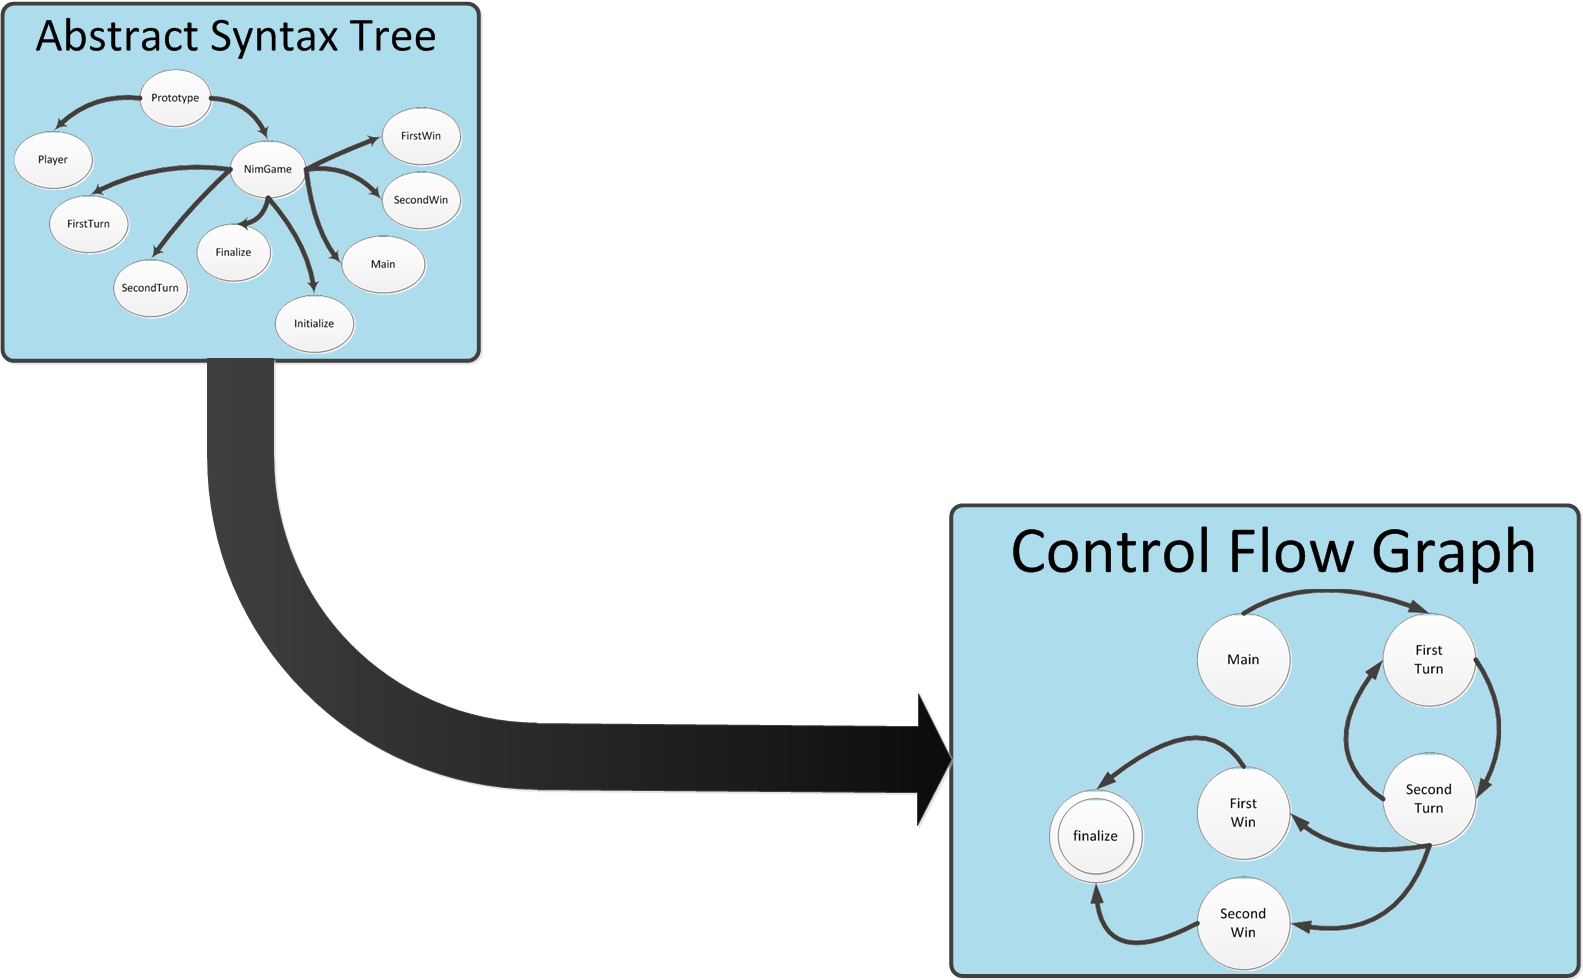 Abstract Syntax Tree
Prototype
Player
NimGame
FirstWin
SecondWin
FirstTurn
Finalize
Main
SecondTurn
Initialize
Control Flow Graph
Main
First
Turn
Second
Turn
First
Win
finalize
Second
Win